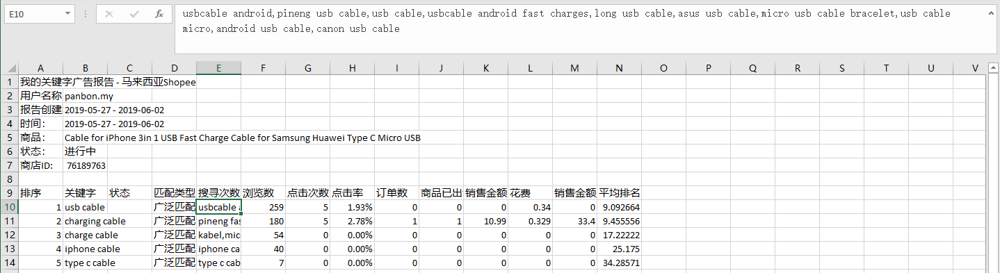 E10 fx usbcable android,pineng usb cable,usb cable,usbcable android fast charges,long usb cable,asus usb cable,micro usb cable bracelet,usb cable
micro,android usb cable,canon usb cable
A B C D E F G H I J K L M N O P Q R S T U V
1 我的关键字广告报告 - 马来西亚Shopee
2 用户名称 panbon.my
3 报告创建 2019-05-27 - 2019-06-02
4 时间： 2019-05-27 - 2019-06-02
5 商品： Cable for iPhone 3in 1 USB Fast Charge Cable for Samsung Huawei Type C Micro USB
6 状态： 进行中
7 商店ID: 76189763
8
9 排序 关键字 状态 匹配类型 搜寻次数 浏览数 点击次数 点击率 订单数 商品已出 销售金额 花费 销售金额 平均排名
10 1 usb cable 广泛匹配 usbcable a 259 5 1.93% 0 0 0 0.34 0 9.092664
11 2 charging cable 广泛匹配 pineng fas 180 5 2.78% 1 1 10.99 0.329 33.4 9.455556
12 3 charge cable 广泛匹配 kabel,mic 54 0 0.00% 0 0 0 0 0 17.22222
13 4 iphone cable 广泛匹配 iphone ca 40 0 0.00% 0 0 0 0 0 25.175
14 5 type c cable 广泛匹配 type c cab 7 0 0.00% 0 0 0 0 0 34.28571